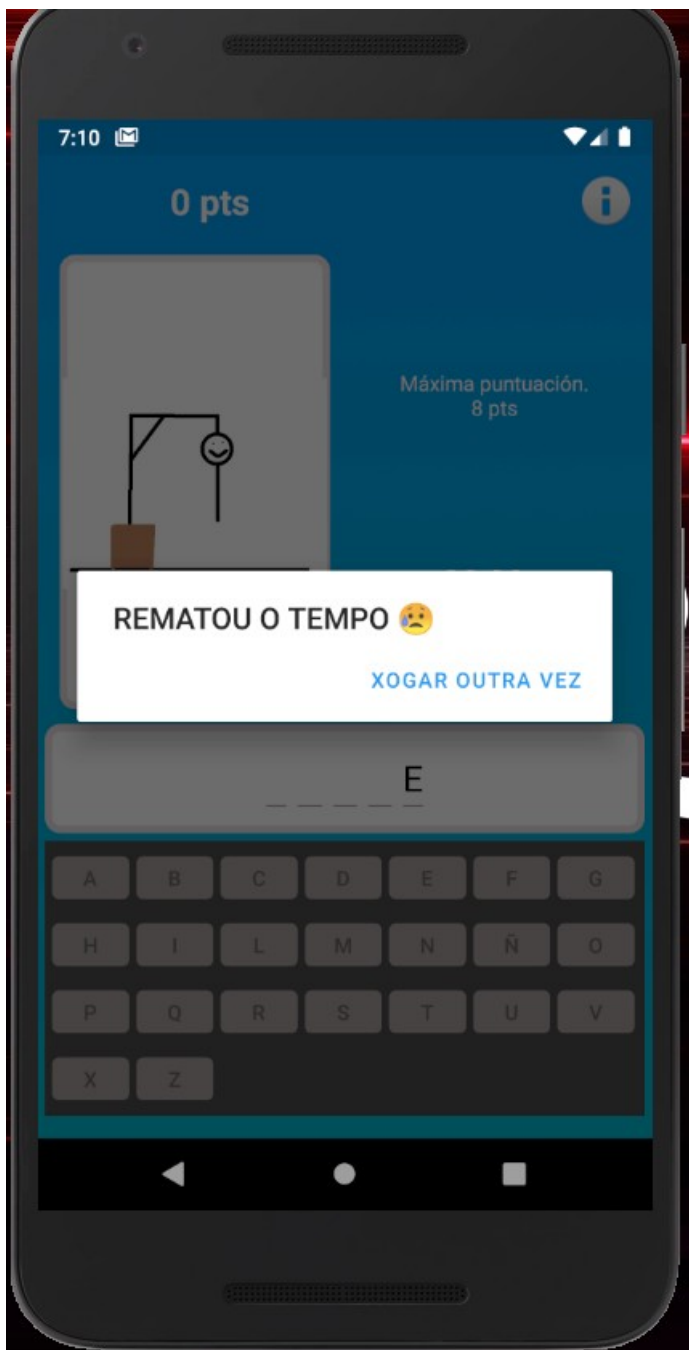 7:10
0 pts
Máxima puntuación.
8 pts
REMATOU O TEMPO 😥
XOGAR OUTRA VEZ
_ _ _ _ E
A B C D E F G
H I L M N Ñ O
P Q R S T U V
X Z